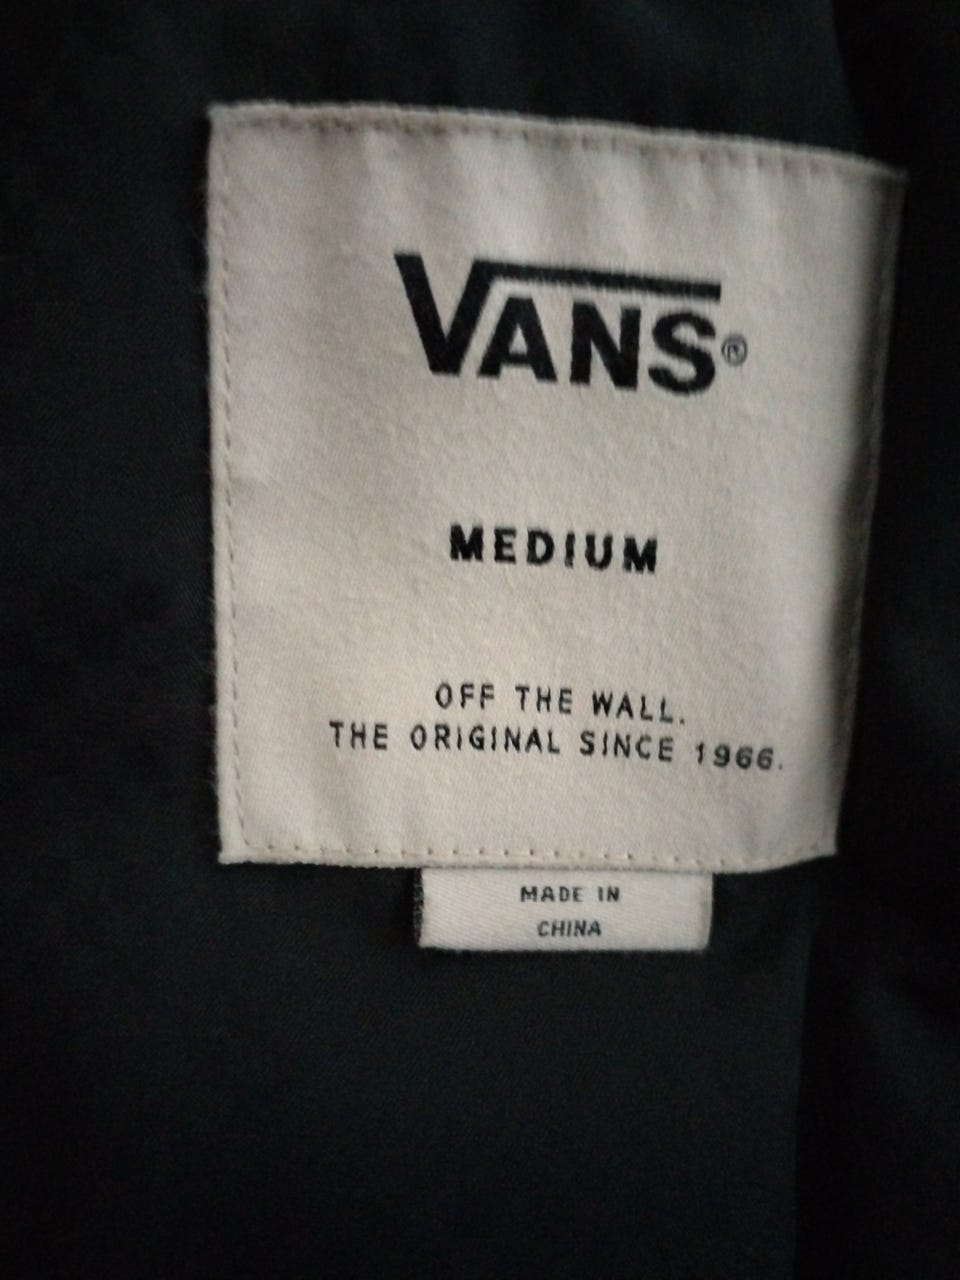 VANS®
MEDIUM
OFF THE WALL.
THE ORIGINAL SINCE 1966.
MADE IN
CHINA